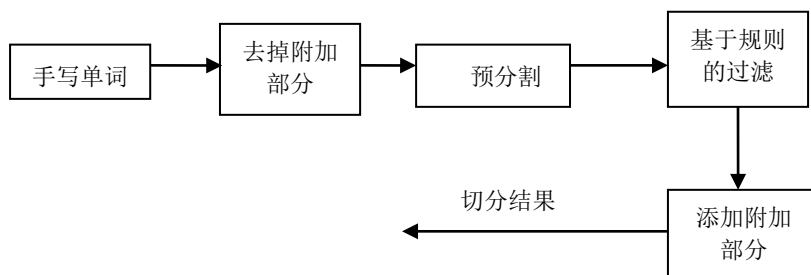 手写单词
去掉附加
部分
预分割
基于规则
的过滤
切分结果
添加附加
部分